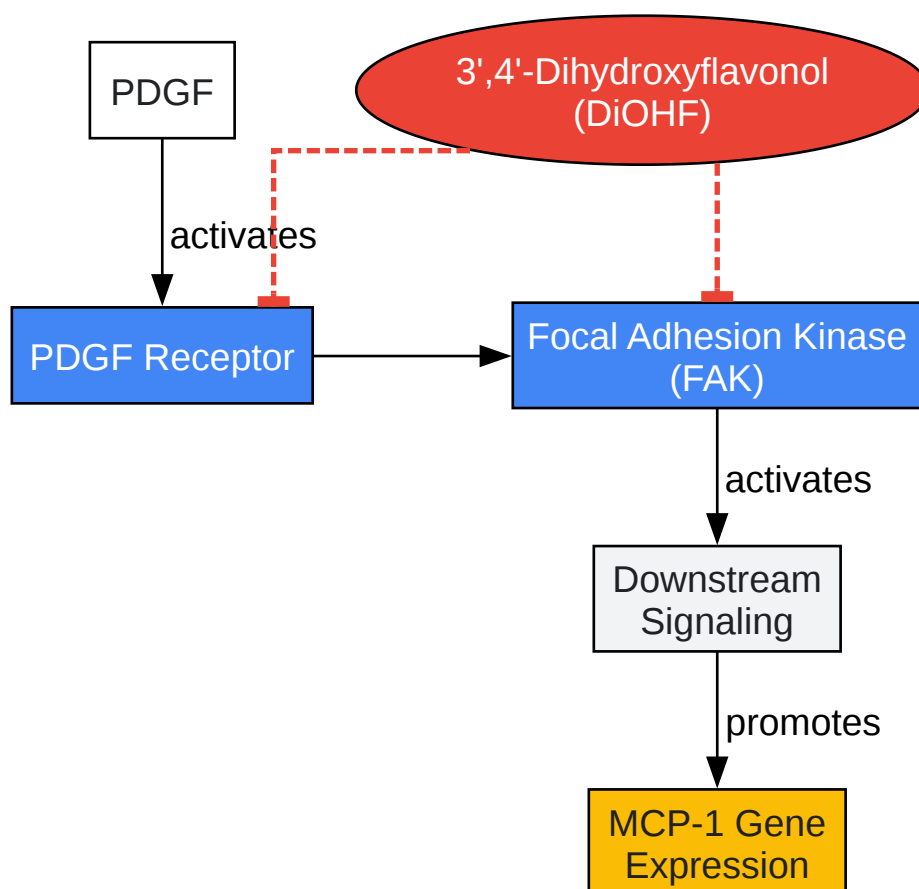 PDGF
3',4'-Dihydroxyflavonol
(DiOHF)
activates
PDGF Receptor
Focal Adhesion Kinase
(FAK)
activates
Downstream
Signaling
promotes
MCP-1 Gene
Expression